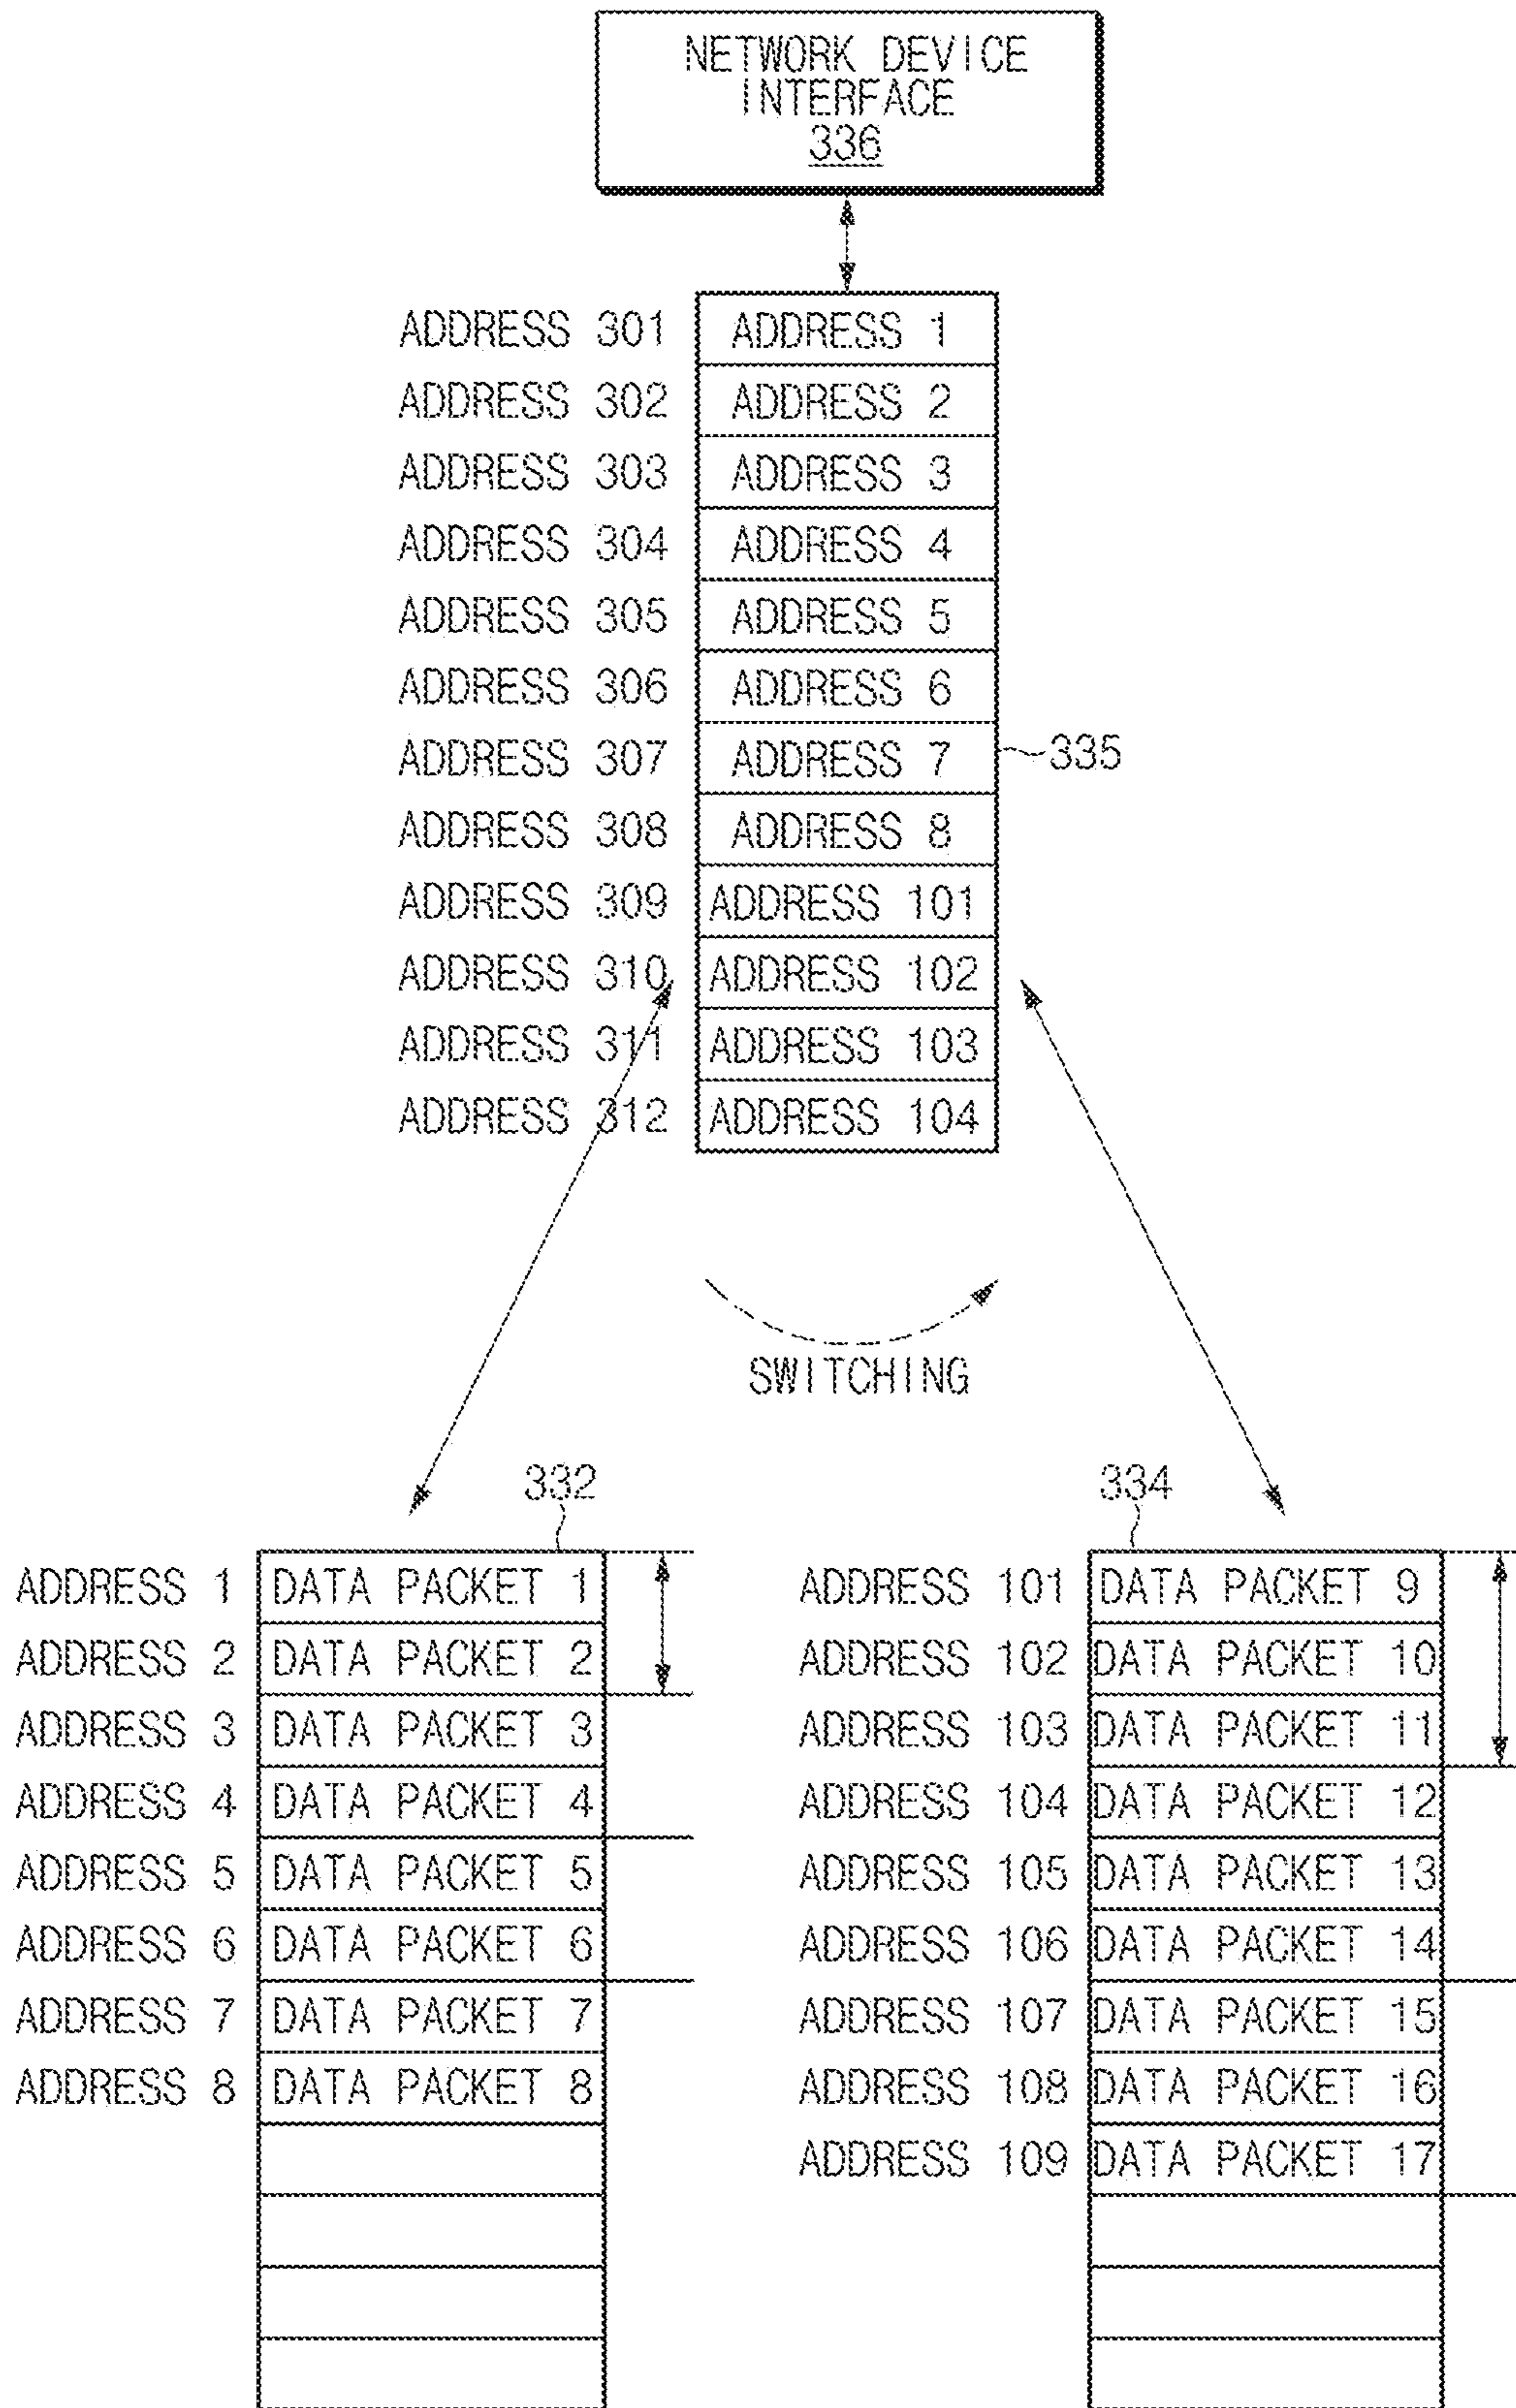 NETWORK DEVICE
INTERFACE
336
ADDRESS 301 ADDRESS 1
ADDRESS 302 ADDRESS 2
ADDRESS 303 ADDRESS 3
ADDRESS 304 ADDRESS 4
ADDRESS 305 ADDRESS 5
ADDRESS 306 ADDRESS 6
ADDRESS 307 ADDRESS 7 335
ADDRESS 308 ADDRESS 8
ADDRESS 309 ADDRESS 101
ADDRESS 310 ADDRESS 102
ADDRESS 311 ADDRESS 103
ADDRESS 312 ADDRESS 104
SWITCHING
332
ADDRESS 1 DATA PACKET 1
ADDRESS 2 DATA PACKET 2
ADDRESS 3 DATA PACKET 3
ADDRESS 4 DATA PACKET 4
ADDRESS 5 DATA PACKET 5
ADDRESS 6 DATA PACKET 6
ADDRESS 7 DATA PACKET 7
ADDRESS 8 DATA PACKET 8
334
ADDRESS 101 DATA PACKET 9
ADDRESS 102 DATA PACKET 10
ADDRESS 103 DATA PACKET 11
ADDRESS 104 DATA PACKET 12
ADDRESS 105 DATA PACKET 13
ADDRESS 106 DATA PACKET 14
ADDRESS 107 DATA PACKET 15
ADDRESS 108 DATA PACKET 16
ADDRESS 109 DATA PACKET 17